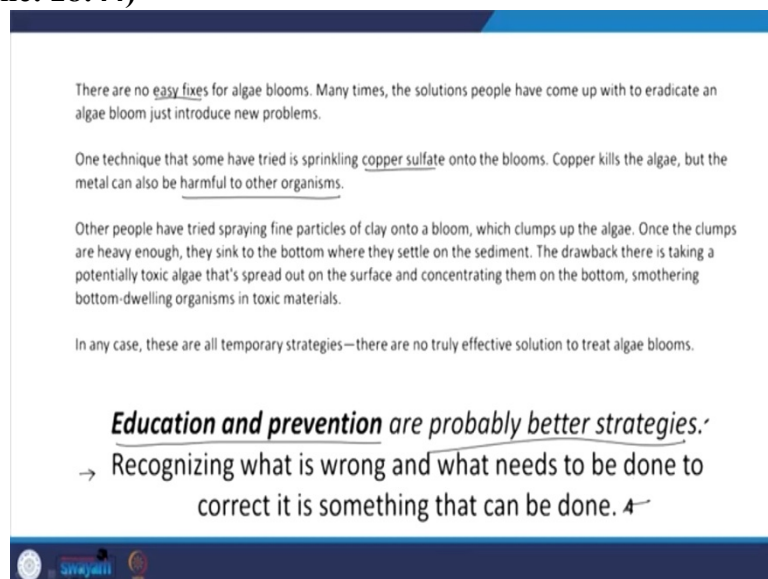 There are no easy fixes for algae blooms. Many times, the solutions people have come up with to eradicate an
algae bloom just introduce new problems.
One technique that some have tried is sprinkling copper sulfate onto the blooms. Copper kills the algae, but the
metal can also be harmful to other organisms.
Other people have tried spraying fine particles of clay onto a bloom, which clumps up the algae. Once the clumps
are heavy enough, they sink to the bottom where they settle on the sediment. The drawback there is taking a
potentially toxic algae that's spread out on the surface and concentrating them on the bottom, smothering
bottom-dwelling organisms in toxic materials.
In any case, these are all temporary strategies—there are no truly effective solution to treat algae blooms.
Education and prevention are probably better strategies.
→ Recognizing what is wrong and what needs to be done to
correct it is something that can be done.
swayam